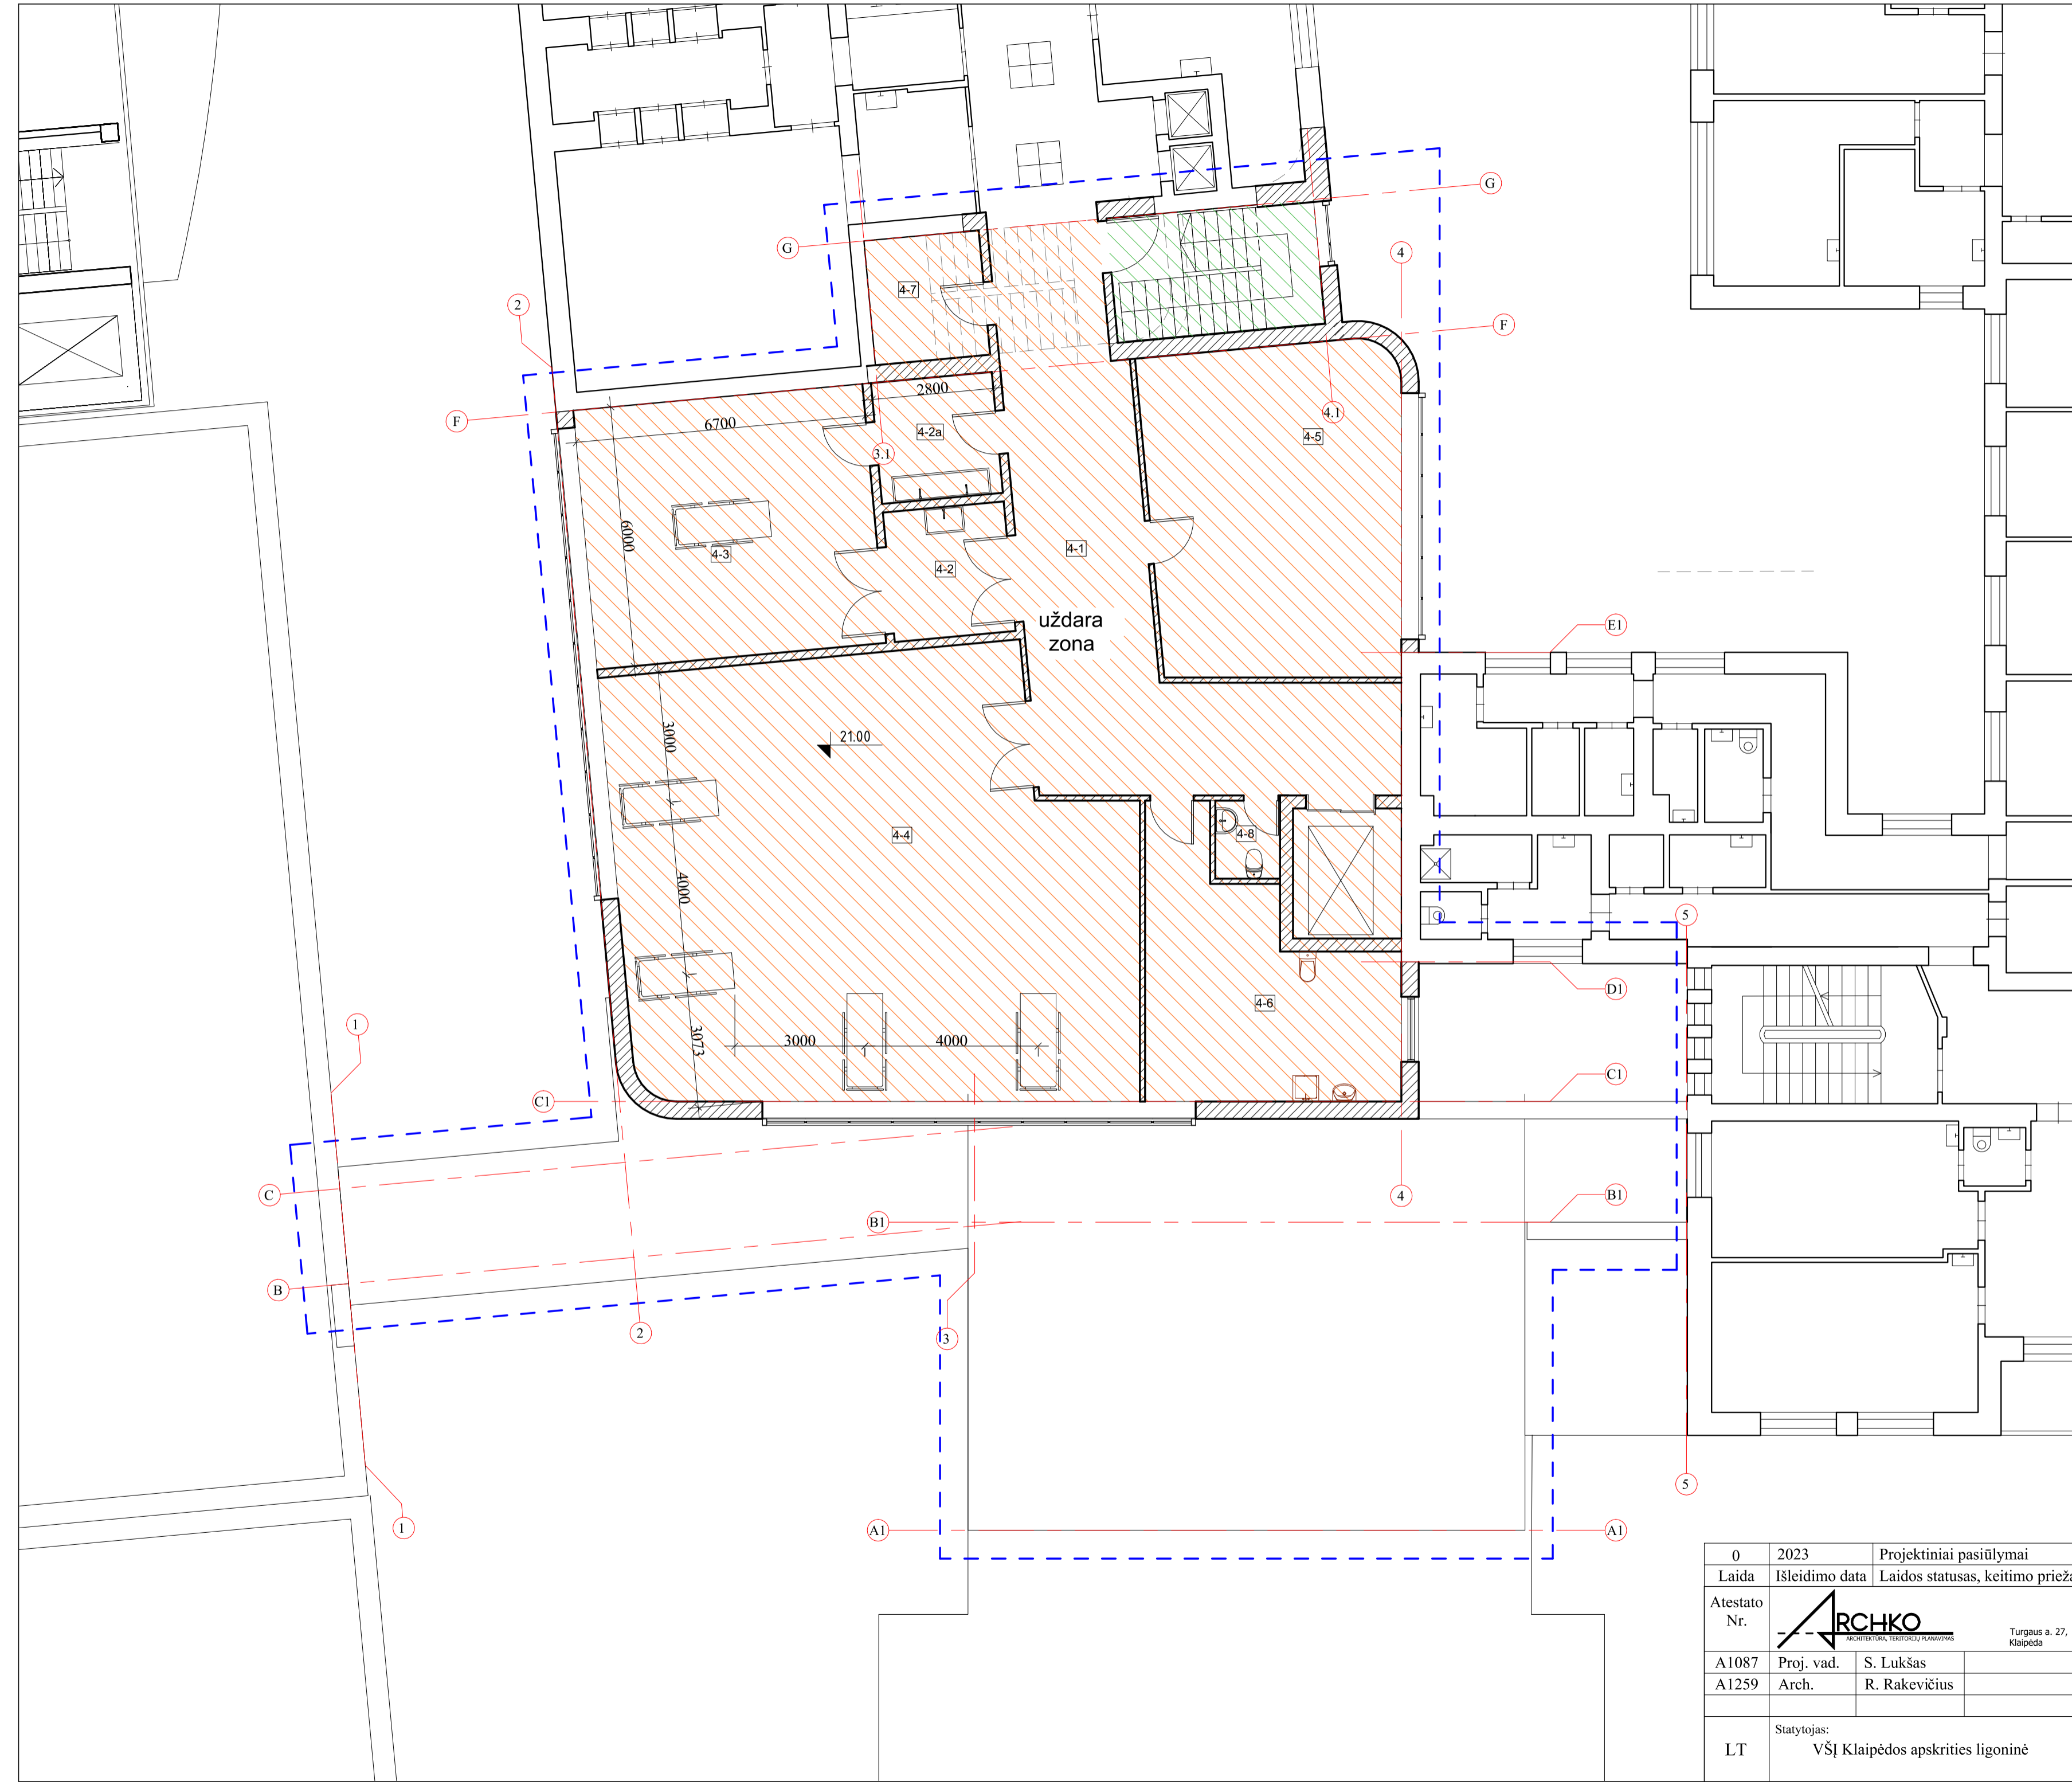 G
G
4
2
4-7
F
2800
F
6700
4.1
4-5
4-2a
3.1
6000
4-3
4-1
4-2
uždara
zona
E1
3000
21.00
4-4
4-8
4000
5
D1
4-6
1
3000
4000
3073
C1
C1
C
4
B1
B1
B
2
3
5
1
A1
A1
0
2023
Projektiniai pasiūlymai
Laida
Išleidimo data
Laidos statusas, keitimo
Atestato
Nr.
ARCHKO
ARCHITEKTŪRA, TERITORIJŲ PLANAVIMAS
Turgaus a. 27,
Klaipėda
A1087
Proj. vad.
S. Lukšas
A1259
Arch.
R. Rakevičius
LT
Statytojas:
VŠĮ Klaipėdos apskrities ligoninė